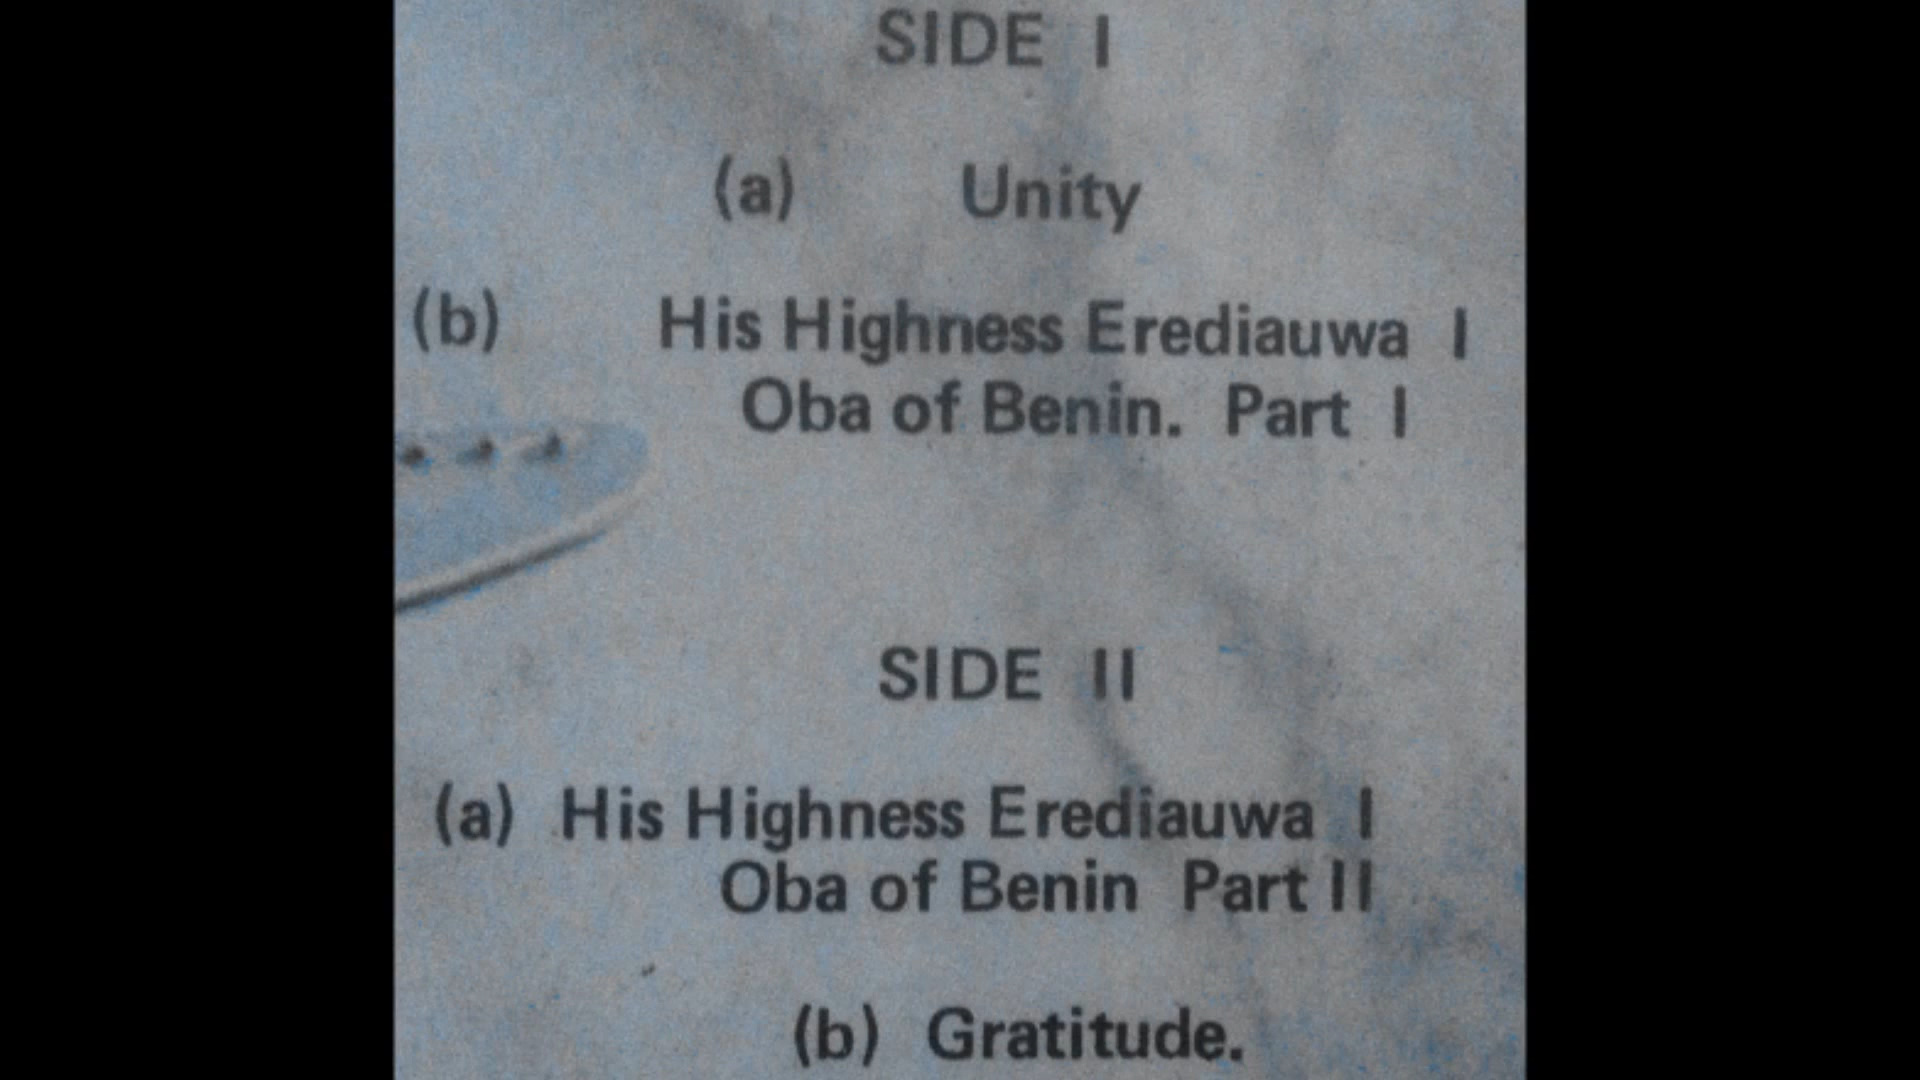 SIDE I
(a) Unity
(b) His Highness Erediauwa I
Oba of Benin. Part I
SIDE II
(a) His Highness Erediauwa I
Oba of Benin Part II
(b) Gratitude.